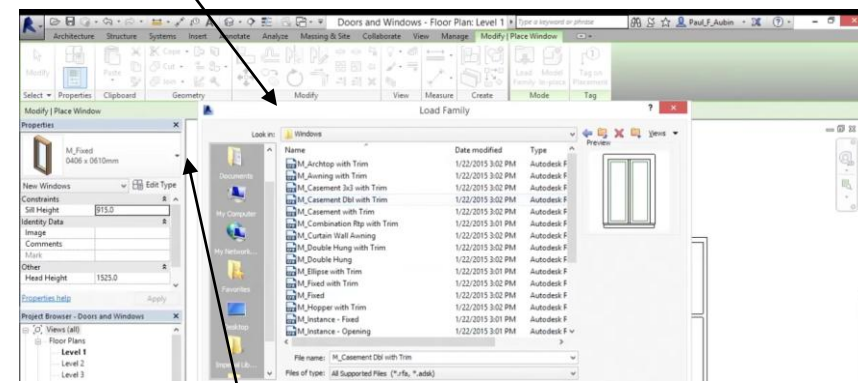 Doors and Windows - Floor Plan: Level 1
Type a keyword or phrase
Paul_F_Aubin
Architecture Structure Systems Insert Annotate Analyze Massing & Site Collaborate View Manage Modify | Place Window
Modify
Paste
Cope
Cut
Join
Load Family
Model In-place
Tag on Placement
Select Properties Clipboard Geometry Modify View Measure Create Mode Tag
Modify | Place Window
Load Family
Properties
Look in: Windows
Views
M_Fixed
0406 x 0610mm
New Windows
Edit Type
Constraints
Sill Height 915.0
Identity Data
Image
Comments
Mark
Other
Head Height 1525.0
Properties help
Apply
Project Browser - Doors and Windows
Views (all)
Floor Plans
Level 1
Level 2
Level 3
Documents
My Computer
My Network...
Favorites
Desktop
Name Date modified Type
Preview
M_Archtop with Trim 1/22/2015 3:02 PM Autodesk F
M_Awning with Trim 1/22/2015 3:02 PM Autodesk F
M_Casement 3x3 with Trim 1/22/2015 3:02 PM Autodesk F
M_Casement Dbl with Trim 1/22/2015 3:02 PM Autodesk F
M_Casement with Trim 1/22/2015 3:02 PM Autodesk F
M_Combination Rtp with Trim 1/22/2015 3:01 PM Autodesk F
M_Curtain Wall Awning 1/22/2015 3:02 PM Autodesk F
M_Double Hung with Trim 1/22/2015 3:02 PM Autodesk F
M_Double Hung 1/22/2015 3:02 PM Autodesk F
M_Ellipse with Trim 1/22/2015 3:01 PM Autodesk F
M_Fixed with Trim 1/22/2015 3:02 PM Autodesk F
M_Fixed 1/22/2015 3:02 PM Autodesk F
M_Hopper with Trim 1/22/2015 3:02 PM Autodesk F
M_Instance - Fixed 1/22/2015 3:01 PM Autodesk F
M_Instance - Opening 1/22/2015 3:01 PM Autodesk F
File name: M_Casement Dbl with Trim
Files of type: All Supported Files (*.rfa, *.adsk)